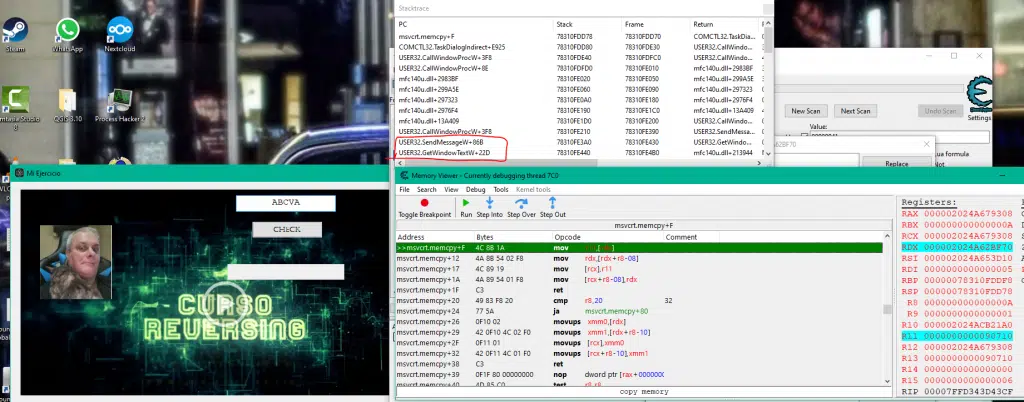 Steam
WhatsApp
Nextcloud
QGIS 3.10
Process Hacker 2
Stacktrace
PC Stack Frame Return
msvcrt.memcpy+F 78310FDD78 78310FDD70 COMCTL32.TaskDia...
COMCTL32.TaskDialogIndirect+E925 78310FDD80 78310FDE30 USER32.CallWindo...
USER32.CallWindowProcW+3F8 78310FDE40 78310FDFC0 USER32.CallWindo...
USER32.CallWindowProcW+8E 78310FDFD0 78310FE010 mfc140u.dll+2983BF
mfc140u.dll+2983BF 78310FE020 78310FE050 mfc140u.dll+299A5E
mfc140u.dll+299A5E 78310FE060 78310FE090 mfc140u.dll+297323
mfc140u.dll+297323 78310FE0A0 78310FE180 mfc140u.dll+2976F4
mfc140u.dll+2976F4 78310FE190 78310FE1C0 mfc140u.dll+13A409
mfc140u.dll+13A409 78310FE1D0 78310FE200 USER32.CallWindo...
USER32.CallWindowProcW+3F8 78310FE210 78310FE390 USER32.SendMessa...
USER32.SendMessageW+86B 78310FE3A0 78310FE430 USER32.GetWindo...
USER32.GetWindowTextW+22D 78310FE440 78310FE4B0 mfc140u.dll+213944
New Scan Next Scan Undo Scan
Settings
Value:
Lua formula
Not
Replace
Mi Ejercicio
ABCVA
CHECK
CURSO
REVERSING
Memory Viewer - Currently debugging thread 7C0
File Search View Debug Tools Kernel tools
Toggle Breakpoint Run Step Into Step Over Step Out
msvcrt.memcpy+F
Address Bytes Opcode Comment
>>msvcrt.memcpy+F 4C 8B 1A mov
msvcrt.memcpy+12 4A 8B 54 02 F8 mov rdx,[rdx+r8-08]
msvcrt.memcpy+17 4C 89 19 mov [rcx],r11
msvcrt.memcpy+1A 4A 89 54 01 F8 mov [rcx+r8-08],rdx
msvcrt.memcpy+1F C3 ret
msvcrt.memcpy+20 49 83 F8 20 cmp r8,20 32
msvcrt.memcpy+24 77 5A ja msvcrt.memcpy+80
msvcrt.memcpy+26 0F10 02 movups xmm0,[rdx]
msvcrt.memcpy+29 42 0F10 4C 02 F0 movups xmm1,[rdx+r8-10]
msvcrt.memcpy+2F 0F11 01 movups [rcx],xmm0
msvcrt.memcpy+32 42 0F11 4C 01 F0 movups [rcx+r8-10],xmm1
msvcrt.memcpy+38 C3 ret
msvcrt.memcpy+39 0F1F 80 00000000 nop dword ptr [rax+0000000
msvcrt.memcpy+40 4D 85 C0 test r8,r8
copy memory
Registers:
RAX 000002024A679308
RBX 000000000000000A
RCX 000002024A679308
RDX 000002024A62BF70
RSI 000002024A653D10
RDI 0000000000000005
RBP 00000078310FDDF8
RSP 00000078310FDD78
R8 000000000000000A
R9 0000000000000001
R10 000002024ACB21A0
R11 0000000000090710
R12 000002024A679308
R13 0000000000090710
R14 0000000000000000
R15 0000000000000006
RIP 00007FFD343D43CF